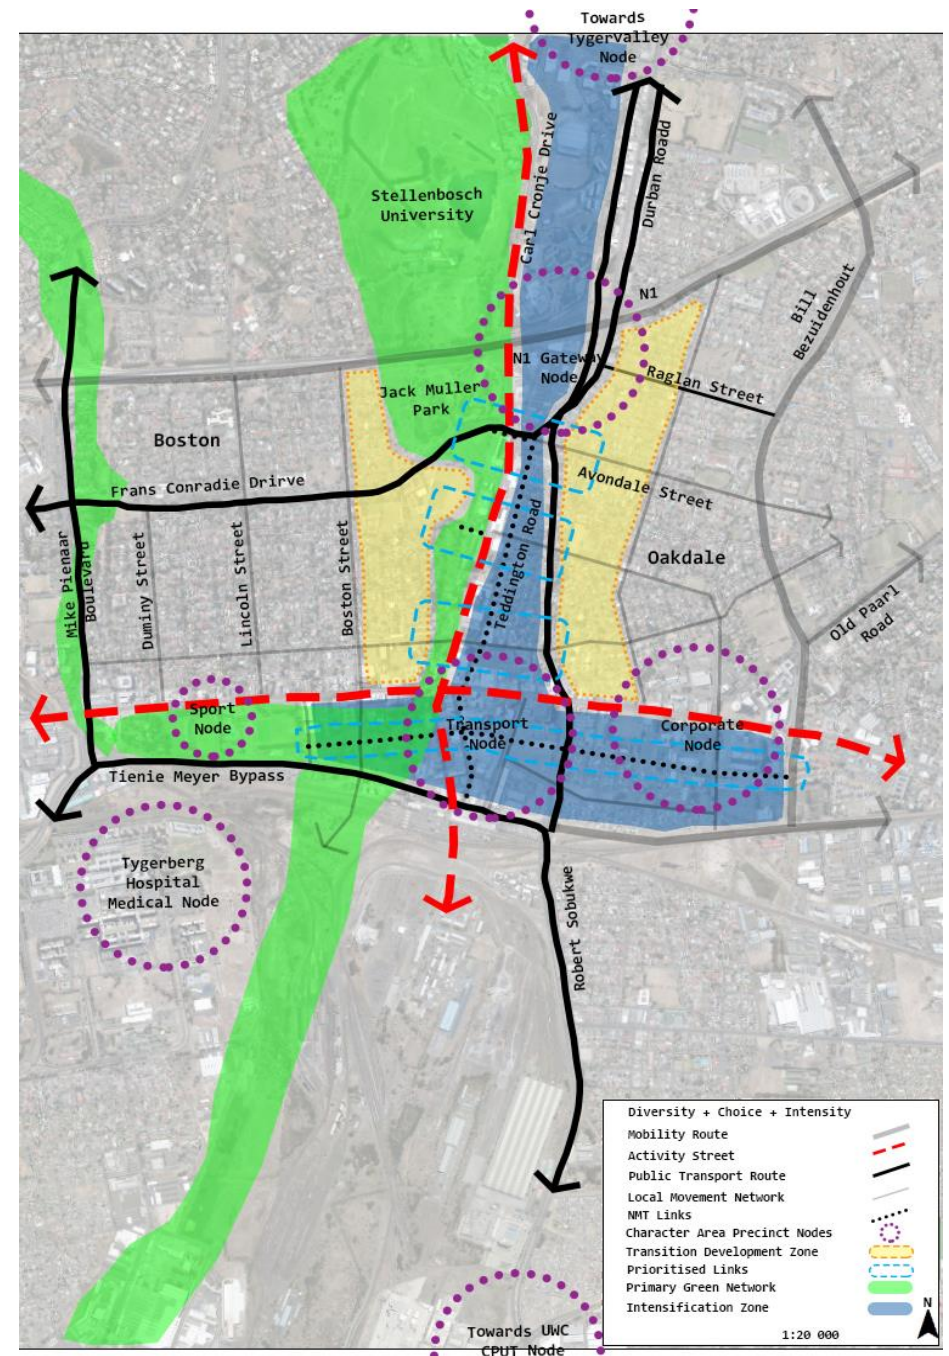 Towards
Tygervalley
Node
Carl Cronje Drive
Durban Roadd
Stellenbosch
University
N1
Bill
Bezuidenhout
N1 Gateway
Node
Raglan Street
Jack Muller
Park
Boston
Frans Conradie Drirve
Avondale Street
Mike Pienaar
Boulevard
Duminy Street
Lincoln Street
Boston Street
Teddington Road
Oakdale
Old Paarl
Road
Sport
Node
Transport
Node
Corporate
Node
Tienie Meyer Bypass
Tygerberg
Hospital
Medical Node
Robert Sobukwe
Towards UWC
CPUT Node
Diversity + Choice + Intensity
Mobility Route
Activity Street
Public Transport Route
Local Movement Network
NMT Links
Character Area Precinct Nodes
Transition Development Zone
Prioritised Links
Primary Green Network
Intensification Zone
N
1:20 000